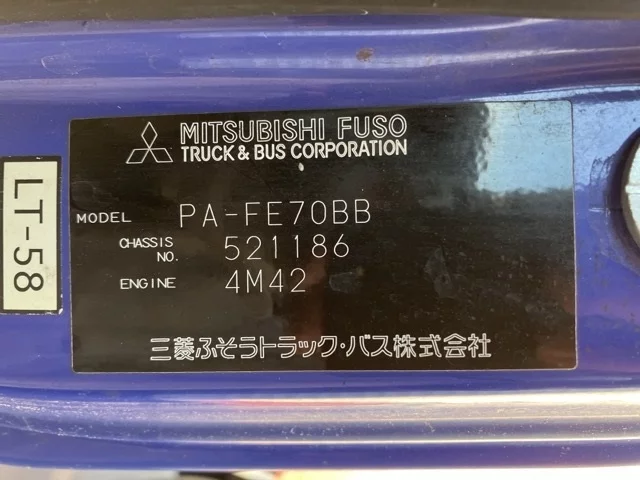 MITSUBISHI FUSO
TRUCK & BUS CORPORATION
MODEL PA-FE70BB
CHASSIS NO. 521186
ENGINE 4M42
三菱ふそうトラック・バス株式会社
LT-58